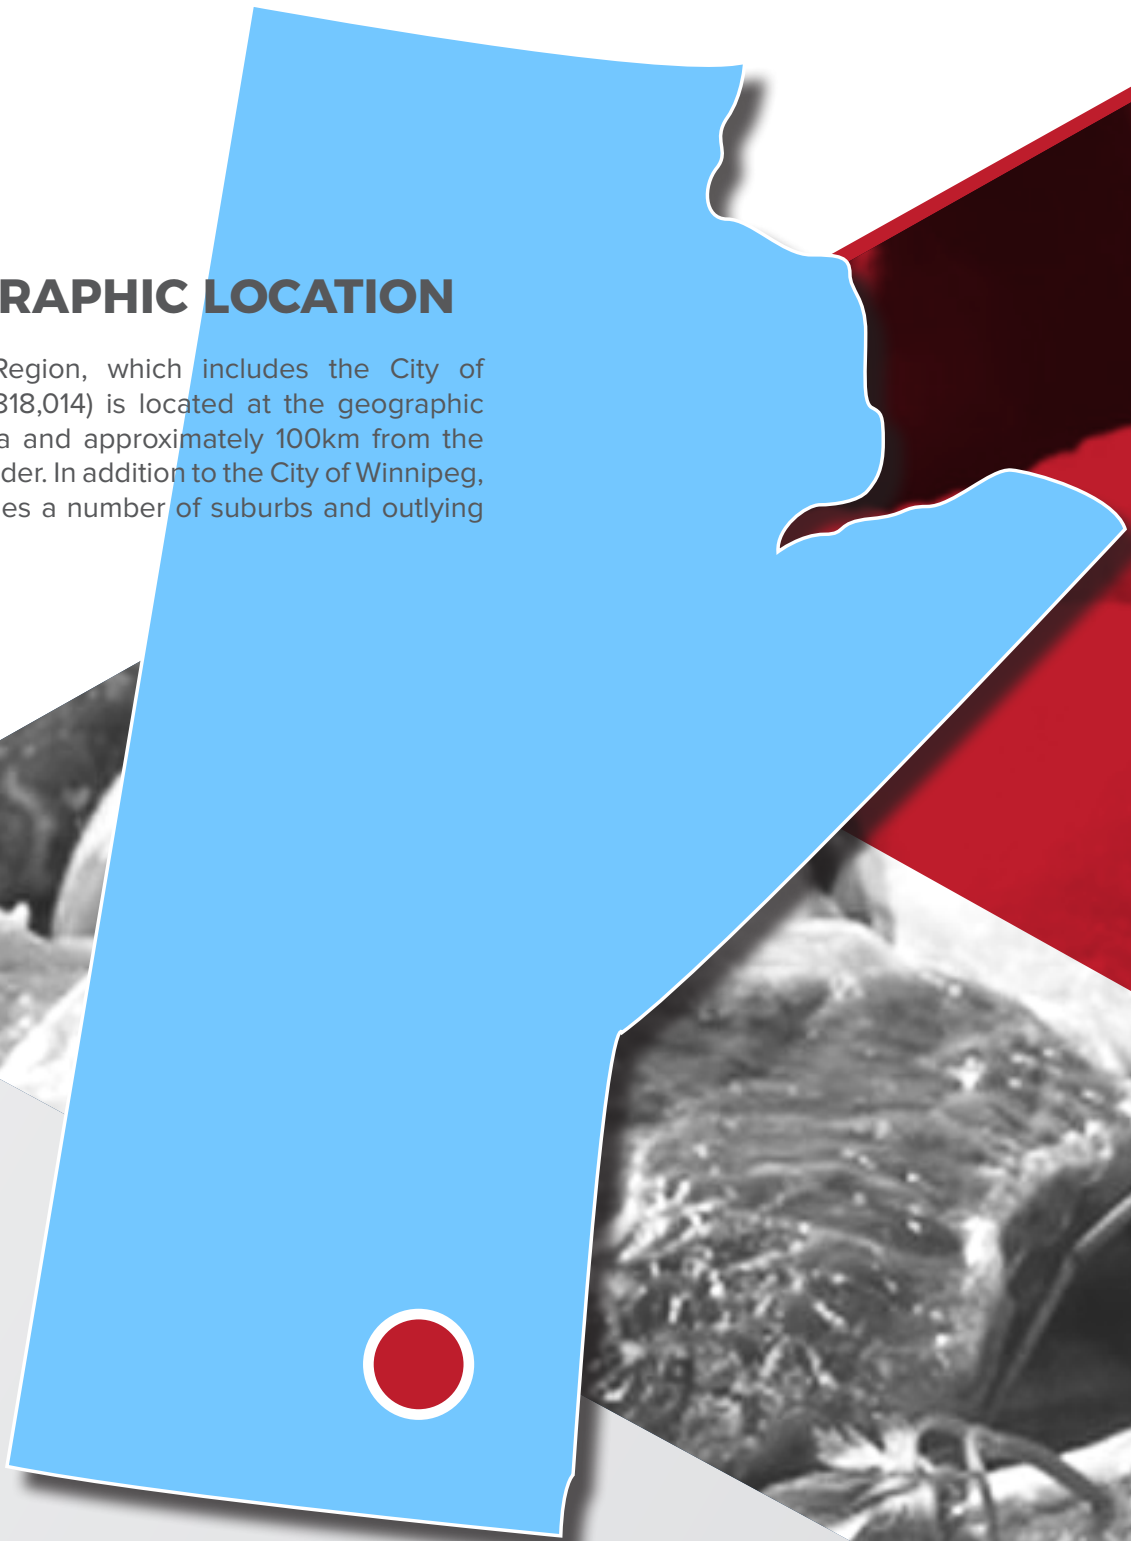 RAPHIC LOCATION
Region, which includes the City of
318,014) is located at the geographic
a and approximately 100km from the
der. In addition to the City of Winnipeg,
es a number of suburbs and outlying